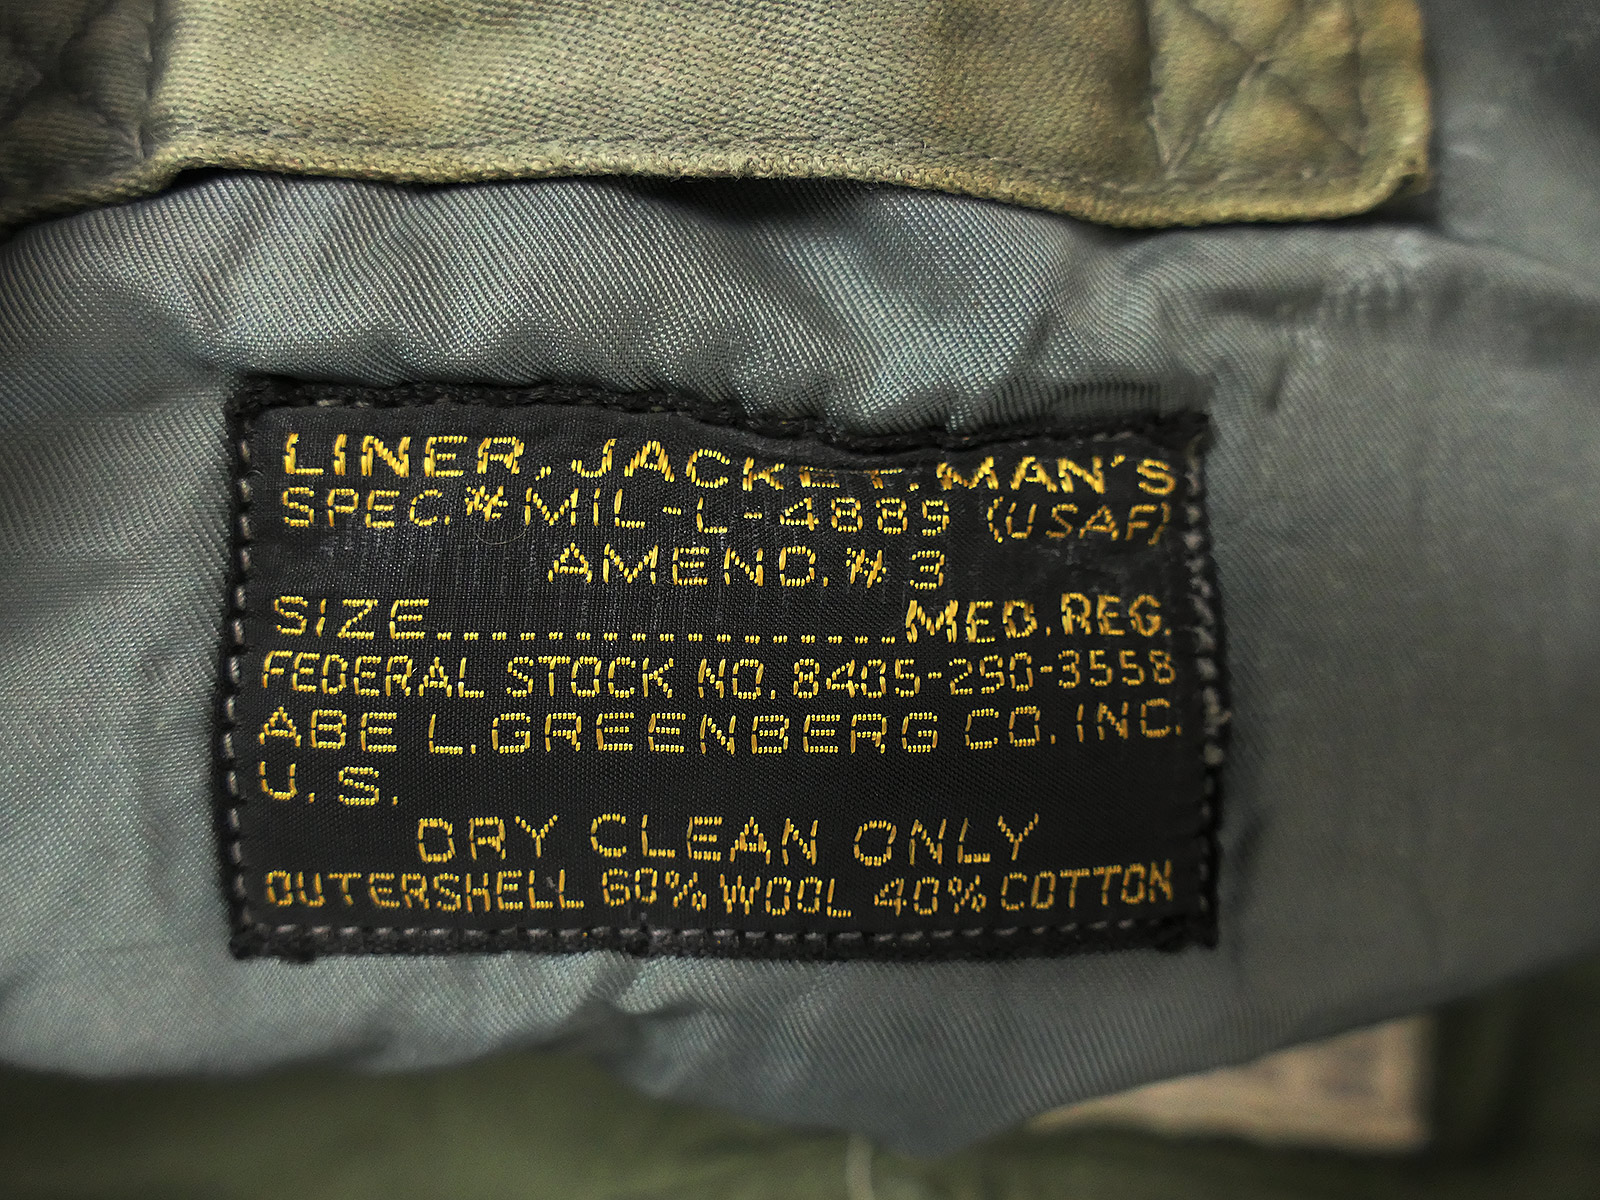 LINER, JACKET, MAN'S
SPEC. # MIL-L-4889 (USAF)
AMEND. # 3
SIZE..................MED. REG.
FEDERAL STOCK NO. 8405-290-3558
ABE L. GREENBERG CO. INC.
U. S.
DRY CLEAN ONLY
OUTERSHELL 60% WOOL 40% COTTON